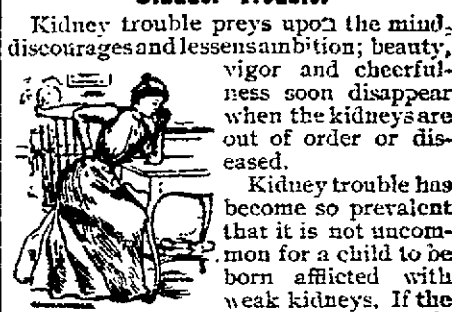 Kidney trouble preys upon the mind,
discourages and lessens ambition; beauty,
vigor and cheerful-
ness soon disappear
when the kidneys are
out of order or dis-
eased.
Kidney trouble has
become so prevalent
that it is not uncom-
mon for a child to be
born afflicted with
weak kidneys. If the